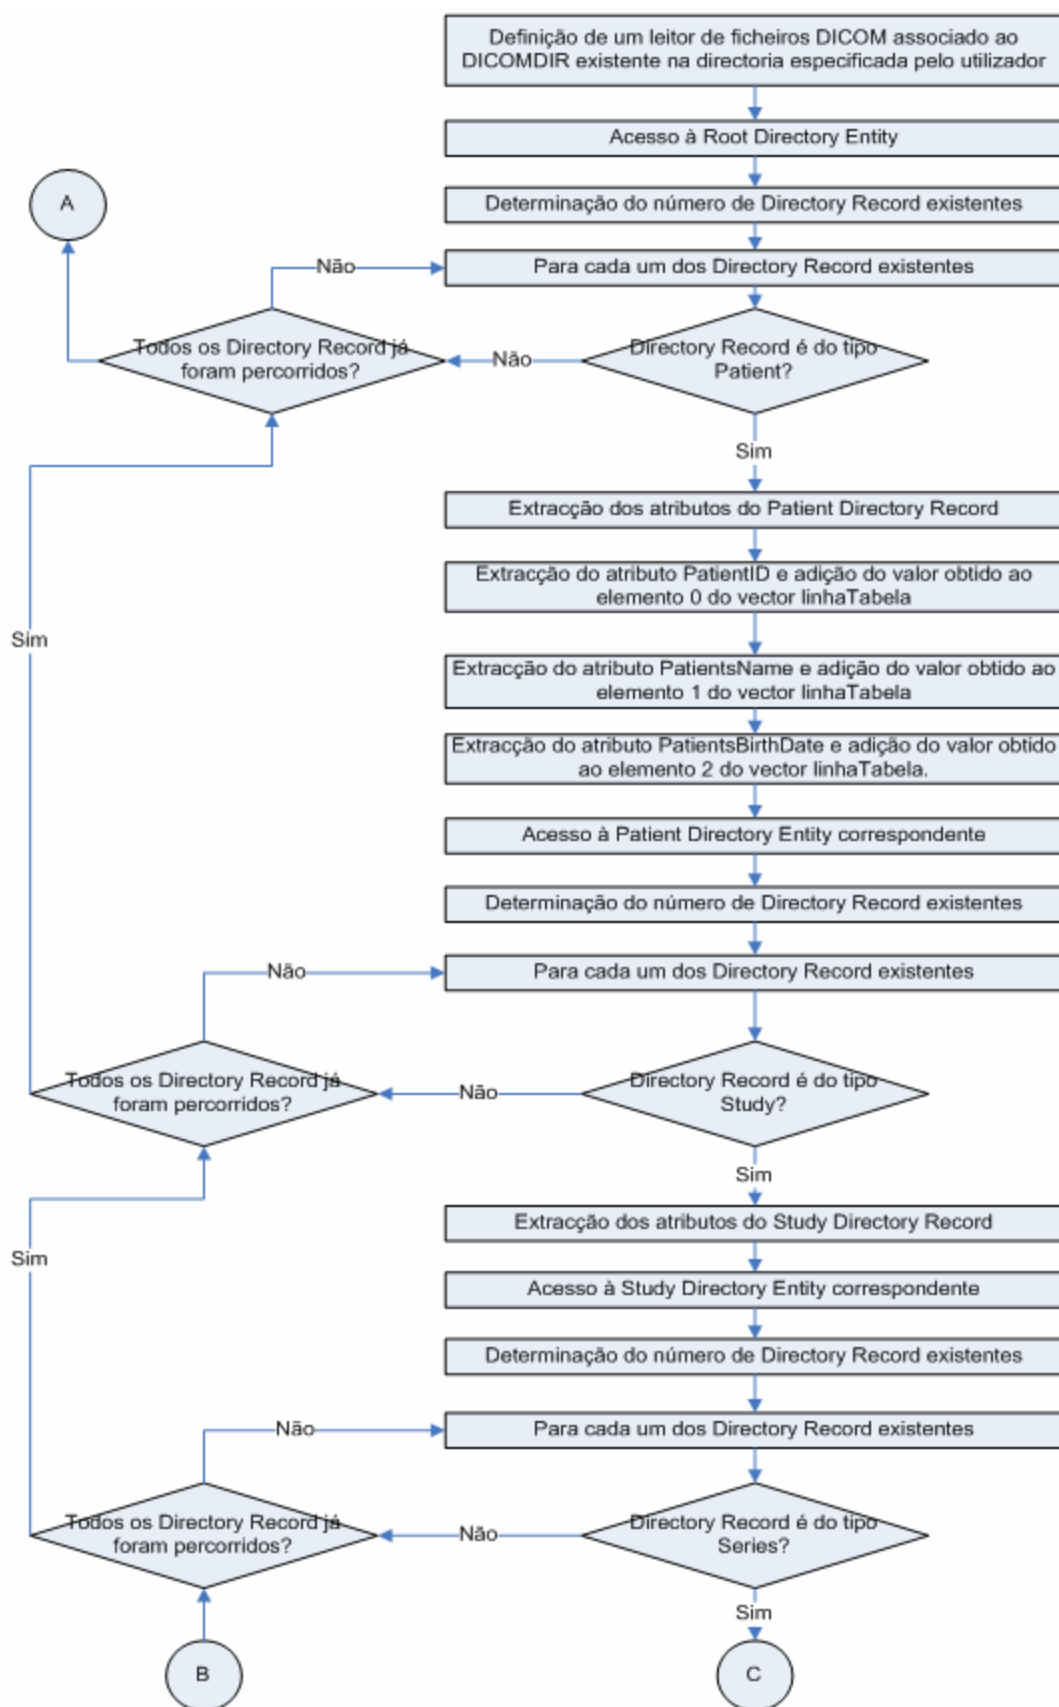 Definição de um leitor de ficheiros DICOM associado ao
DICOMDIR existente na directoria especificada pelo utilizador
Acesso à Root Directory Entity
A
Determinação do número de Directory Record existentes
Não
Para cada um dos Directory Record existentes
Todos os Directory Record já
foram percorridos?
Não
Directory Record é do tipo
Patient?
Sim
Extracção dos atributos do Patient Directory Record
Extracção do atributo PatientID e adição do valor obtido ao
elemento 0 do vector linhaTabela
Sim
Extracção do atributo PatientsName e adição do valor obtido ao
elemento 1 do vector linhaTabela
Extracção do atributo PatientsBirthDate e adição do valor obtido
ao elemento 2 do vector linhaTabela.
Acesso à Patient Directory Entity correspondente
Determinação do número de Directory Record existentes
Não
Para cada um dos Directory Record existentes
Todos os Directory Record já
foram percorridos?
Não
Directory Record é do tipo
Study?
Sim
Extracção dos atributos do Study Directory Record
Sim
Acesso à Study Directory Entity correspondente
Determinação do número de Directory Record existentes
Não
Para cada um dos Directory Record existentes
Todos os Directory Record já
foram percorridos?
Não
Directory Record é do tipo
Series?
Sim
B
C